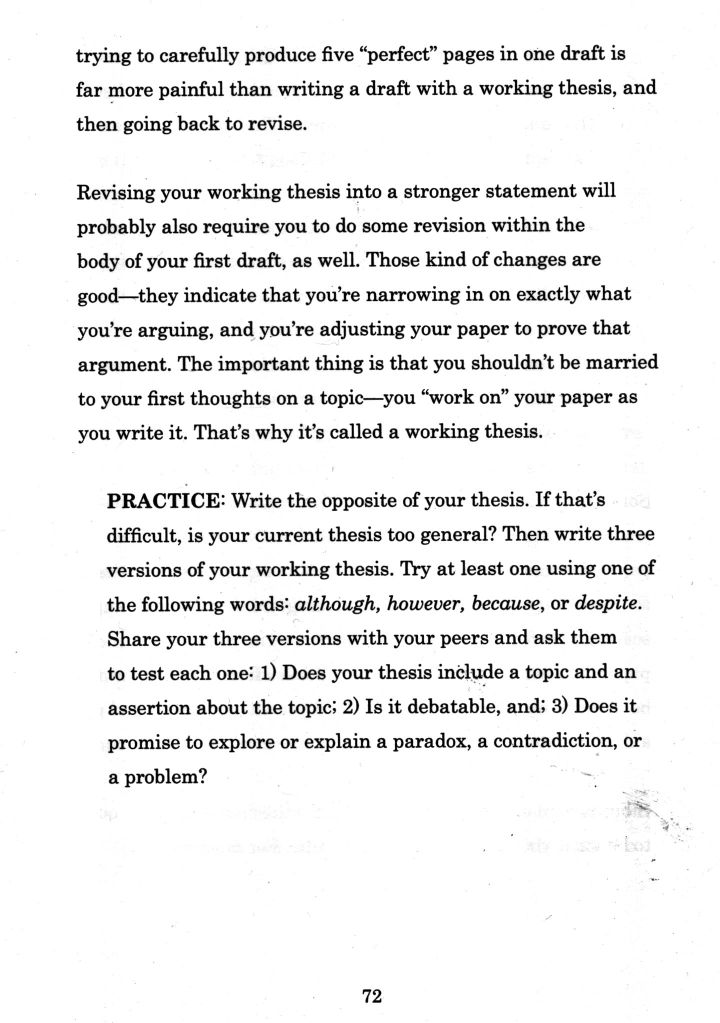 trying to carefully produce five “perfect” pages in one draft is
far more painful than writing a draft with a working thesis, and
then going back to revise.
Revising your working thesis into a stronger statement will
probably also require you to do some revision within the
body of your first draft, as well. Those kind of changes are
good—they indicate that you’re narrowing in on exactly what
you’re arguing, and you’re adjusting your paper to prove that
argument. The important thing is that you shouldn’t be married
to your first thoughts on a topic—you “work on” your paper as
you write it. That’s why it’s called a working thesis.
PRACTICE: Write the opposite of your thesis. If that’s
difficult, is your current thesis too general? Then write three
versions of your working thesis. Try at least one using one of
the following words: although, however, because, or despite.
Share your three versions with your peers and ask them
to test each one: 1) Does your thesis include a topic and an
assertion about the topic; 2) Is it debatable, and; 3) Does it
promise to explore or explain a paradox, a contradiction, or
a problem?
72